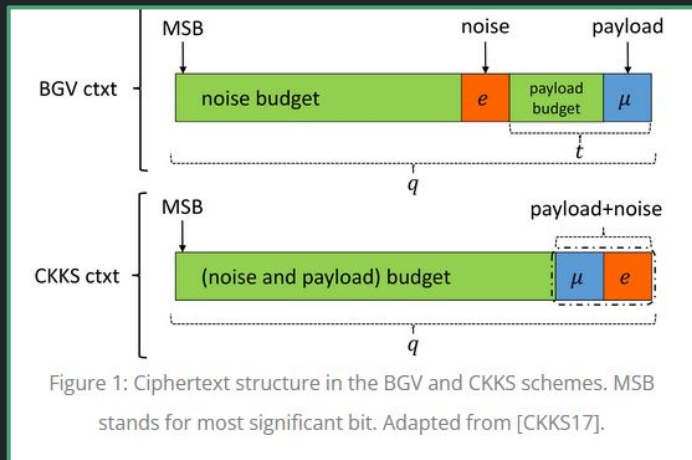 MSB
noise
payload
BGV ctxt
noise budget
e
payload
budget
μ
t
q
MSB
payload+noise
CKKS ctxt
(noise and payload) budget
μ
e
q
Figure 1: Ciphertext structure in the BGV and CKKS schemes. MSB
stands for most significant bit. Adapted from [CKKS17].